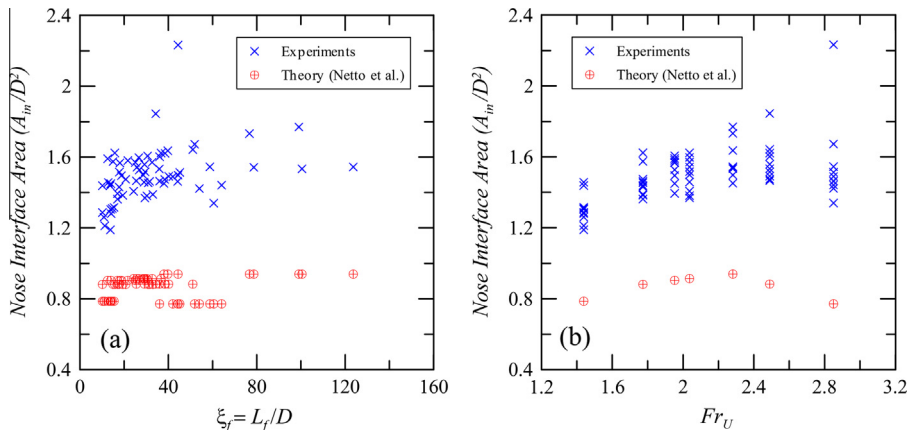 2.4
2
1.6
1.2
0.8
0.4
Nose Interface Area (A_in/D²)
Experiments
Theory (Netto et al.)
(a)
0 40 80 120 160
ξ_f = L_f/D
2.4
2
1.6
1.2
0.8
0.4
Nose Interface Area (A_in/D²)
Experiments
Theory (Netto et al.)
(b)
1.2 1.6 2 2.4 2.8 3.2
Fr_U